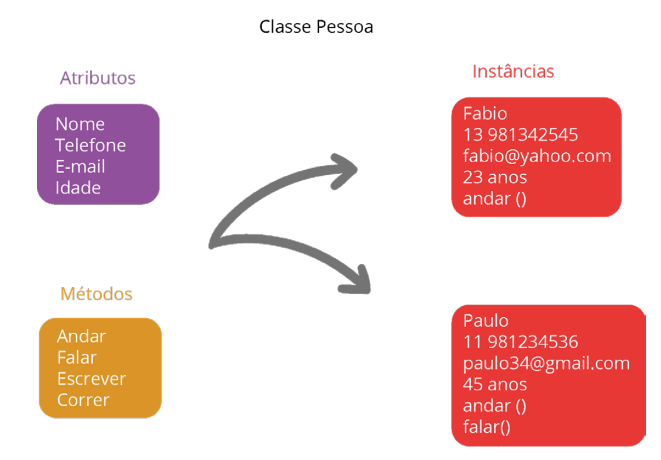 Classe Pessoa
Atributos
Nome
Telefone
E-mail
Idade
Métodos
Andar
Falar
Escrever
Correr
Instâncias
Fabio
13 981342545
fabio@yahoo.com
23 anos
andar ()
Paulo
11 981234536
paulo34@gmail.com
45 anos
andar ()
falar()